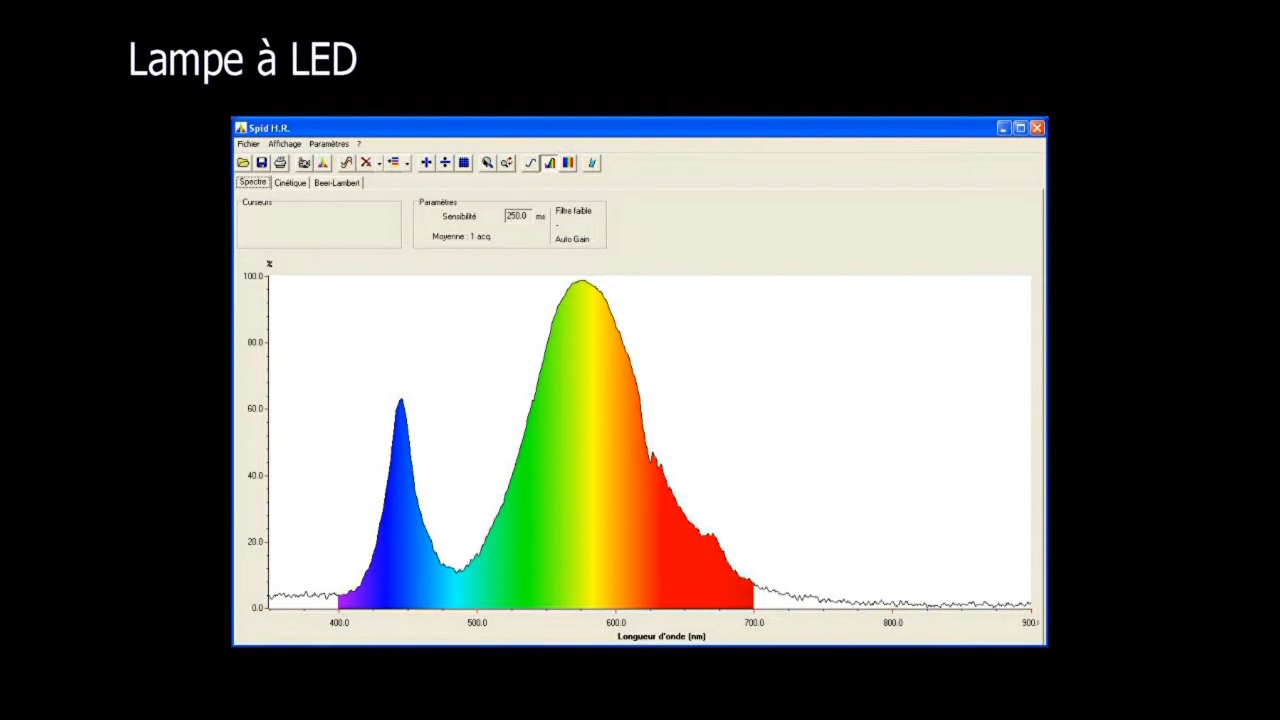 Lampe à LED
Spid H.R.
Fichier Affichage Paramètres ?
Spectre Cinétique Beer-Lambert
Curseurs
Paramètres
Sensibilité 250.0 ms
Moyenne : 1 acq.
Filtre faible
-
Auto Gain
%
100.0
80.0
60.0
40.0
20.0
0.0
400.0 500.0 600.0 700.0 800.0 900.0
Longueur d'onde (nm)